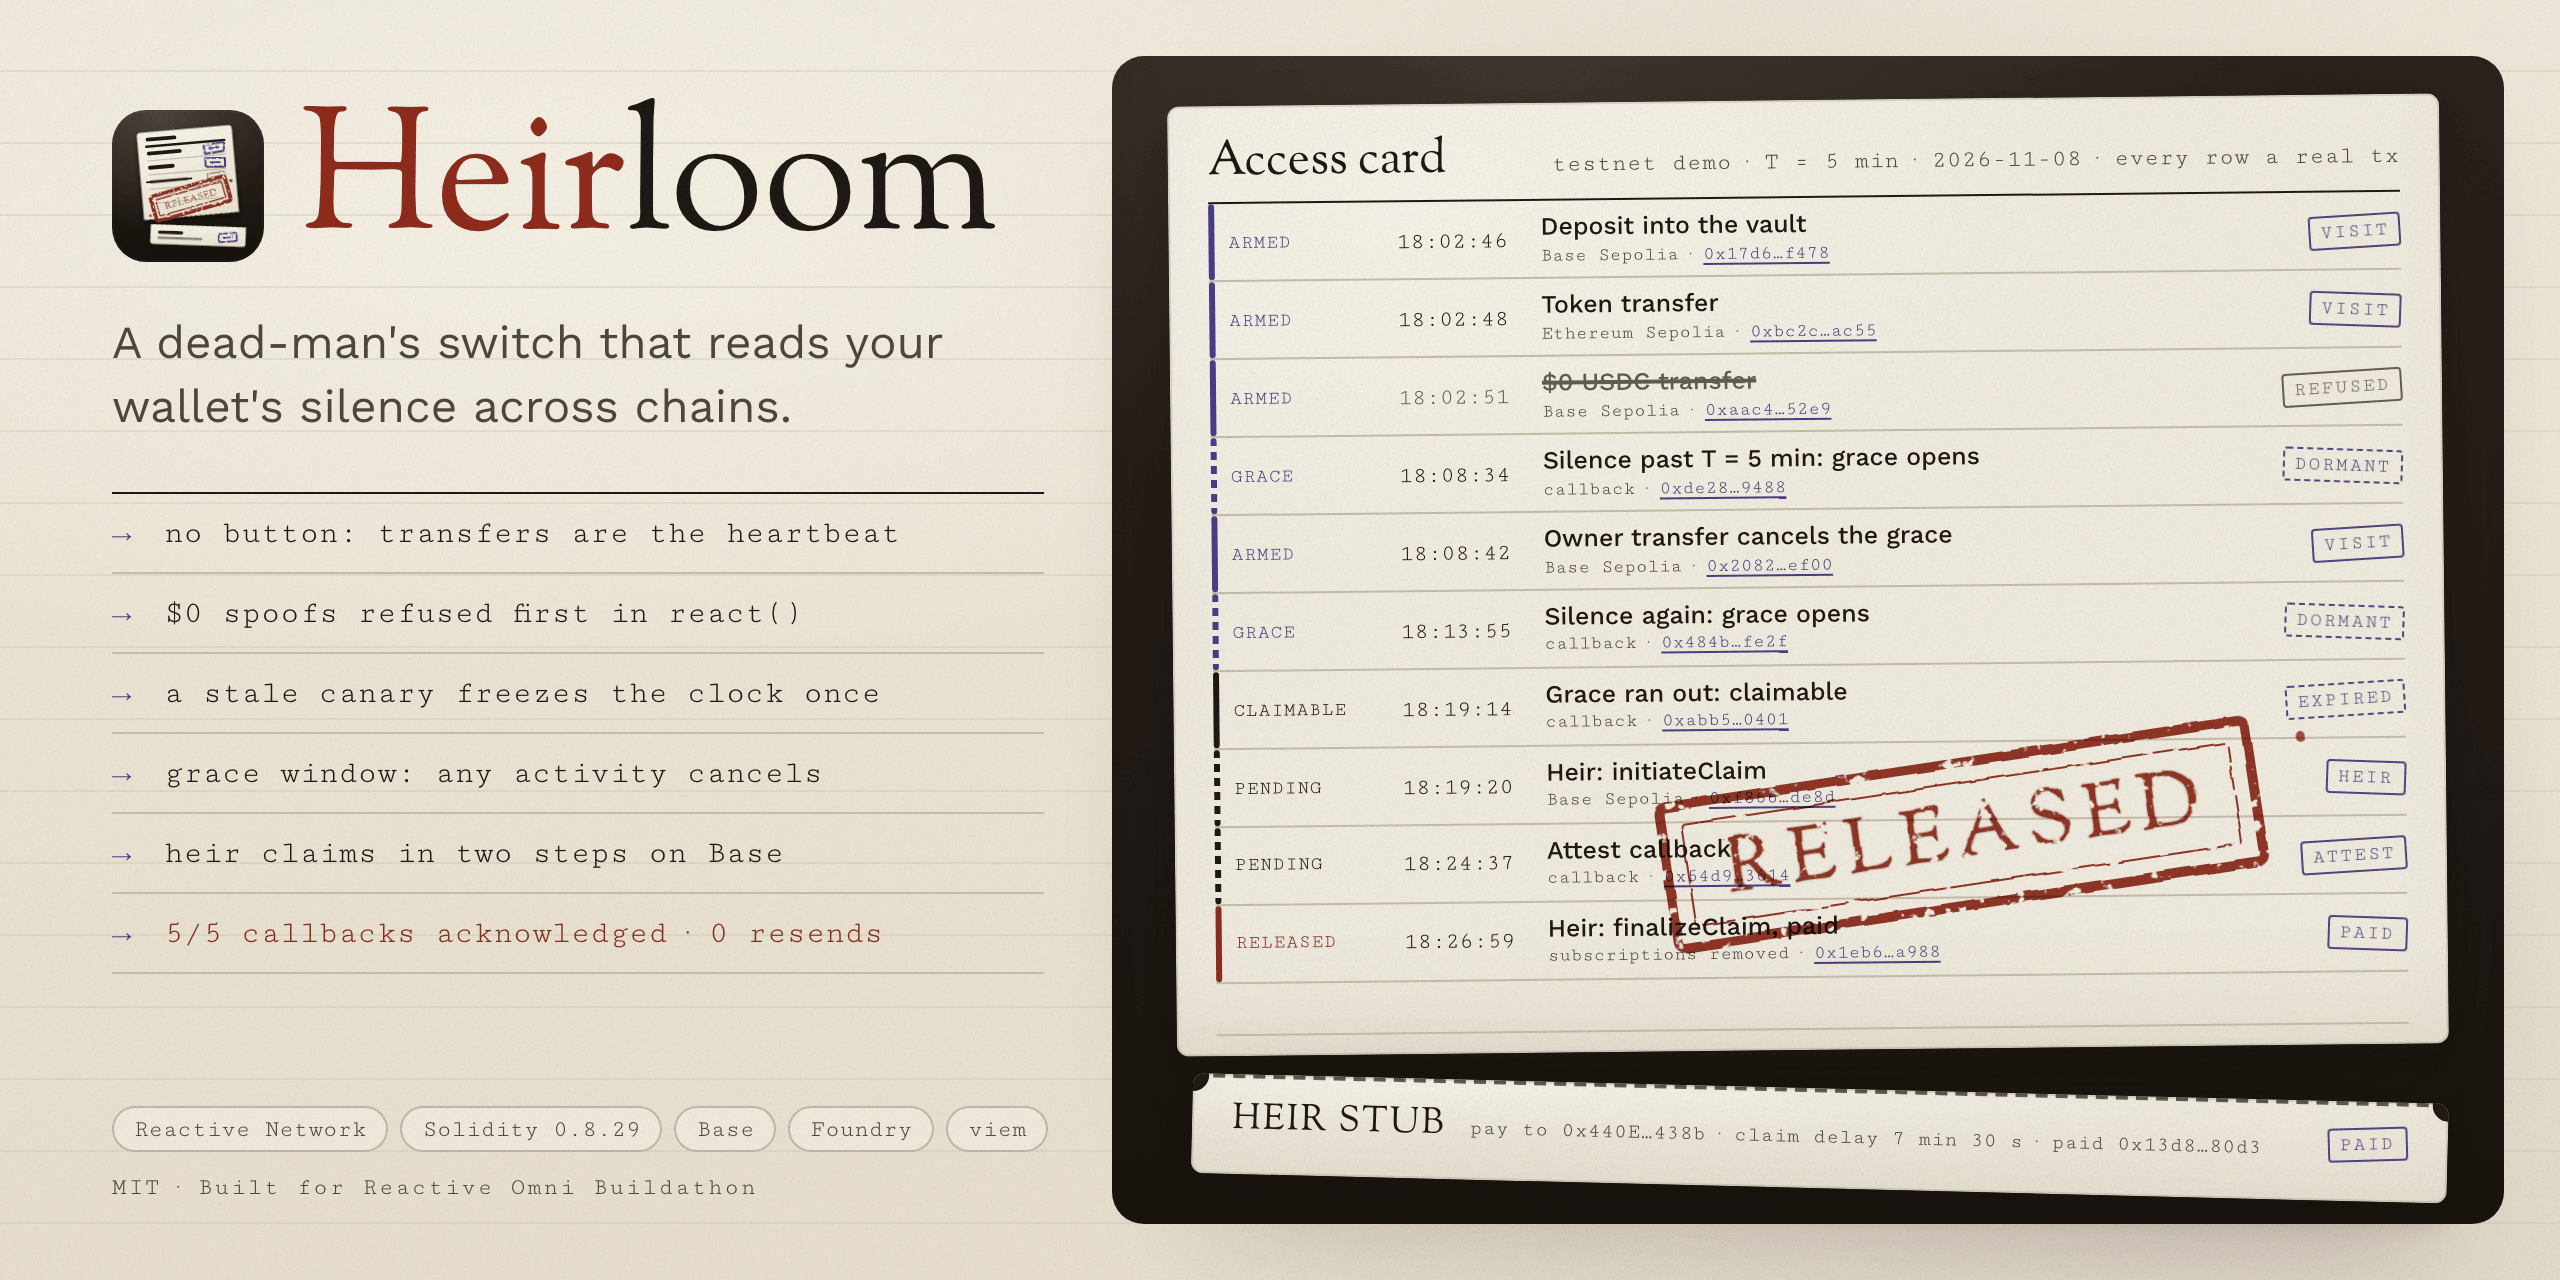 Heirloom
A dead-man's switch that reads your
wallet's silence across chains.
→ no button: transfers are the heartbeat
→ $0 spoofs refused first in react()
→ a stale canary freezes the clock once
→ grace window: any activity cancels
→ heir claims in two steps on Base
→ 5/5 callbacks acknowledged · 0 resends
Reactive Network Solidity 0.8.29 Base Foundry viem
MIT · Built for Reactive Omni Buildathon
Access card testnet demo · T = 5 min · 2026-11-08 · every row a real tx
ARMED 18:02:46 Deposit into the vault VISIT
Base Sepolia · 0x17d6…f478
ARMED 18:02:48 Token transfer VISIT
Ethereum Sepolia · 0xbc2c…ac55
ARMED 18:02:51 $0 USDC transfer REFUSED
Base Sepolia · 0xaac4…52e9
GRACE 18:08:34 Silence past T = 5 min: grace opens DORMANT
callback · 0xde28…9488
ARMED 18:08:42 Owner transfer cancels the grace VISIT
Base Sepolia · 0x2082…ef00
GRACE 18:13:55 Silence again: grace opens DORMANT
callback · 0x484b…fe2f
CLAIMABLE 18:19:14 Grace ran out: claimable EXPIRED
callback · 0xabb5…0401
PENDING 18:19:20 Heir: initiateClaim HEIR
Base Sepolia · 0xf866…de8d
PENDING 18:24:37 Attest callback ATTEST
callback · 0x54d9…3614
RELEASED 18:26:59 Heir: finalizeClaim, paid PAID
subscriptions removed · 0x1eb6…a988
RELEASED
HEIR STUB pay to 0x440E…438b · claim delay 7 min 30 s · paid 0x13d8…80d3 PAID
RELEASED